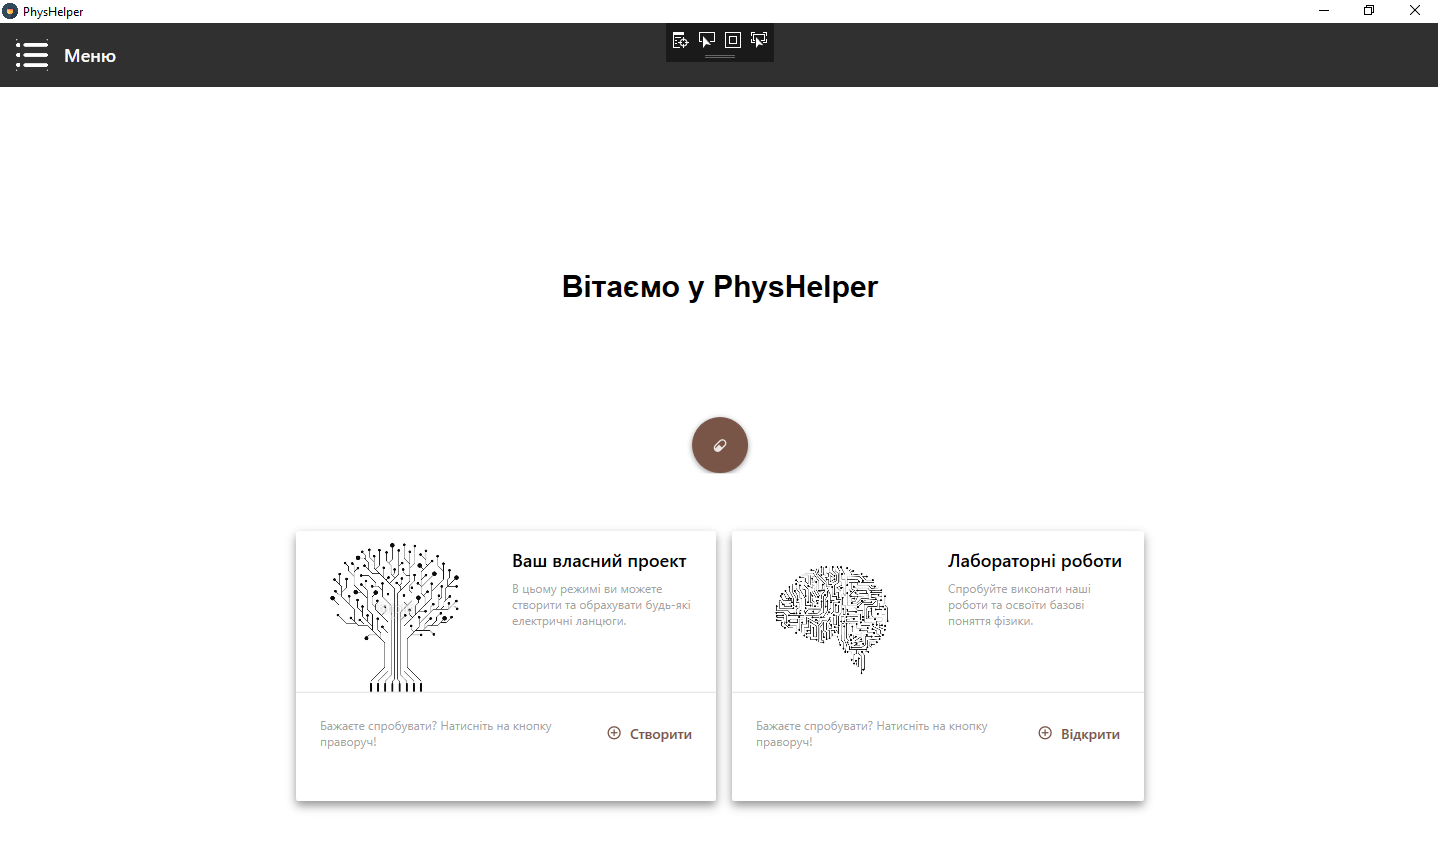 PhysHelper
Меню
Вітаємо у PhysHelper
Ваш власний проект
В цьому режимі ви можете
створити та обрахувати будь-які
електричні ланцюги.
Бажаєте спробувати? Натисніть на кнопку
праворуч!
Створити
Лабораторні роботи
Спробуйте виконати наші
роботи та освоїти базові
поняття фізики.
Бажаєте спробувати? Натисніть на кнопку
праворуч!
Відкрити